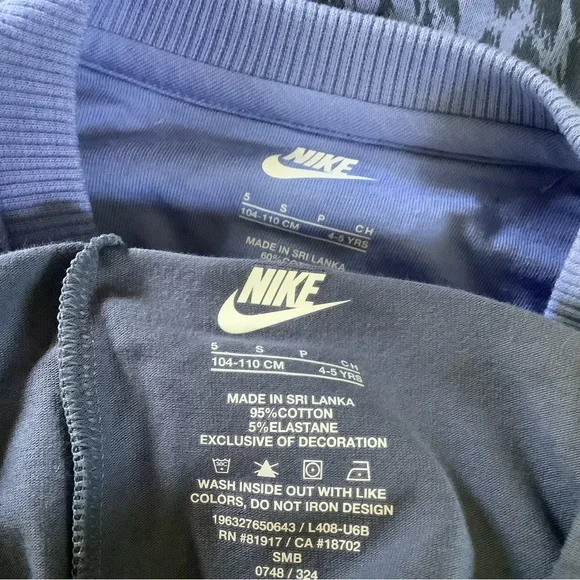 NIKE
5 S P CH
104-110 CM 4-5 YRS
MADE IN SRI LANKA
NIKE
5 S P CH
104-110 CM 4-5 YRS
MADE IN SRI LANKA
95%COTTON
5%ELASTANE
EXCLUSIVE OF DECORATION
WASH INSIDE OUT WITH LIKE
COLORS, DO NOT IRON DESIGN
196327650643 / L408-U6B
RN #81917 / CA #18702
SMB
0748 / 324